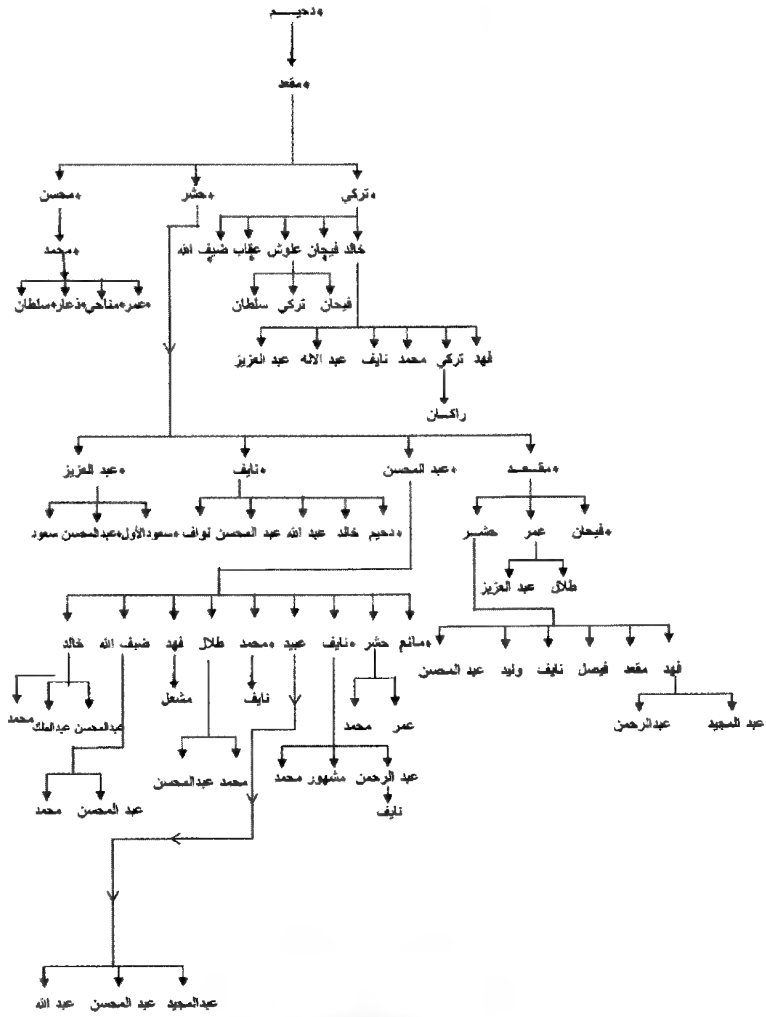 *دحيــــم
*مقعد
*تركي *حشر *محسن
خالد فيحان علوش عقاب ضيف الله
*محمد
فيحان تركي سلطان
*عمر *مناحي *ذعار *سلطان
فهد تركي محمد نايف عبد الاله عبد العزيز
راكــان
*مقــعــد *عبد المحسن *نايف *عبد العزيز
*فيحان عمر حشــر
*دحيم خالد عبد الله عبد المحسن نواف
*سعود الأول *عبدالمحسن سعود
طلال عبد العزيز
*مانع حشر *نايف عبيد *محمد طلال فهد ضيف الله خالد
فهد مقعد فيصل نايف وليد عبد المحسن
عبد المجيد عبدالرحمن
عمر محمد
نايف
مشعل
عبدالمحسن عبدالملك محمد
عبد الرحمن مشهور محمد
محمد عبدالمحسن
عبد المحسن محمد
نايف
عبدالمجيد عبد المحسن عبد الله